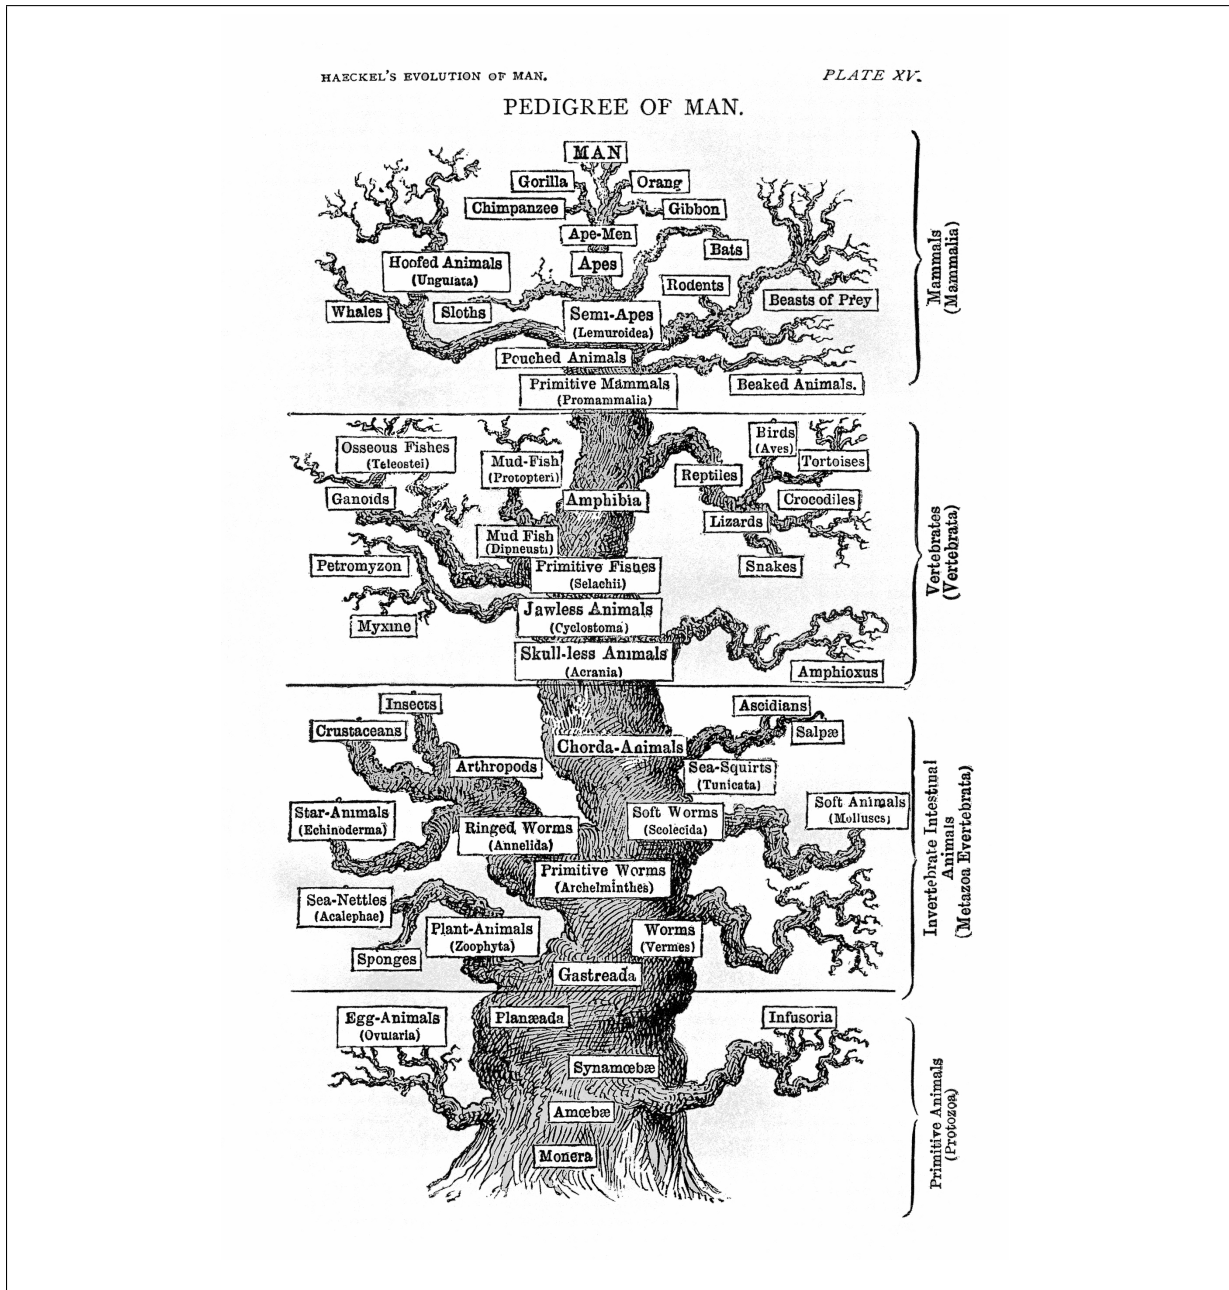 HAECKEL'S EVOLUTION OF MAN.
PLATE XV.
PEDIGREE OF MAN.
MAN
Gorilla
Orang
Chimpanzee
Gibbon
Ape-Men
Bats
Hoofed Animals
(Ungulata)
Apes
Rodents
Beasts of Prey
Whales
Sloths
Semi-Apes
(Lemuroidea)
Pouched Animals
Primitive Mammals
(Promammalia)
Beaked Animals.
Mammals
(Mammalia)
Osseous Fishes
(Teleostei)
Mud-Fish
(Protopteri)
Birds
(Aves)
Tortoises
Reptiles
Ganoids
Amphibia
Crocodiles
Lizards
Mud Fish
(Dipneusti)
Petromyzon
Primitive Fishes
(Selachii)
Snakes
Jawless Animals
(Cyclostoma)
Myxine
Skull-less Animals
(Acrania)
Amphioxus
Vertebrates
(Vertebrata)
Insects
Ascidians
Crustaceans
Salpæ
Chorda-Animals
Arthropods
Sea-Squirts
(Tunicata)
Star-Animals
(Echinoderma)
Soft Worms
(Scolecida)
Soft Animals
(Molluscs)
Ringed Worms
(Annelida)
Primitive Worms
(Archelminthes)
Sea-Nettles
(Acalephae)
Plant-Animals
(Zoophyta)
Worms
(Vermes)
Sponges
Gastreada
Invertebrate Intestinal
Animals
(Metazoa Evertebrata)
Egg-Animals
(Ovularia)
Planæada
Infusoria
Synamœbæ
Amœbæ
Monera
Primitive Animals
(Protozoa)